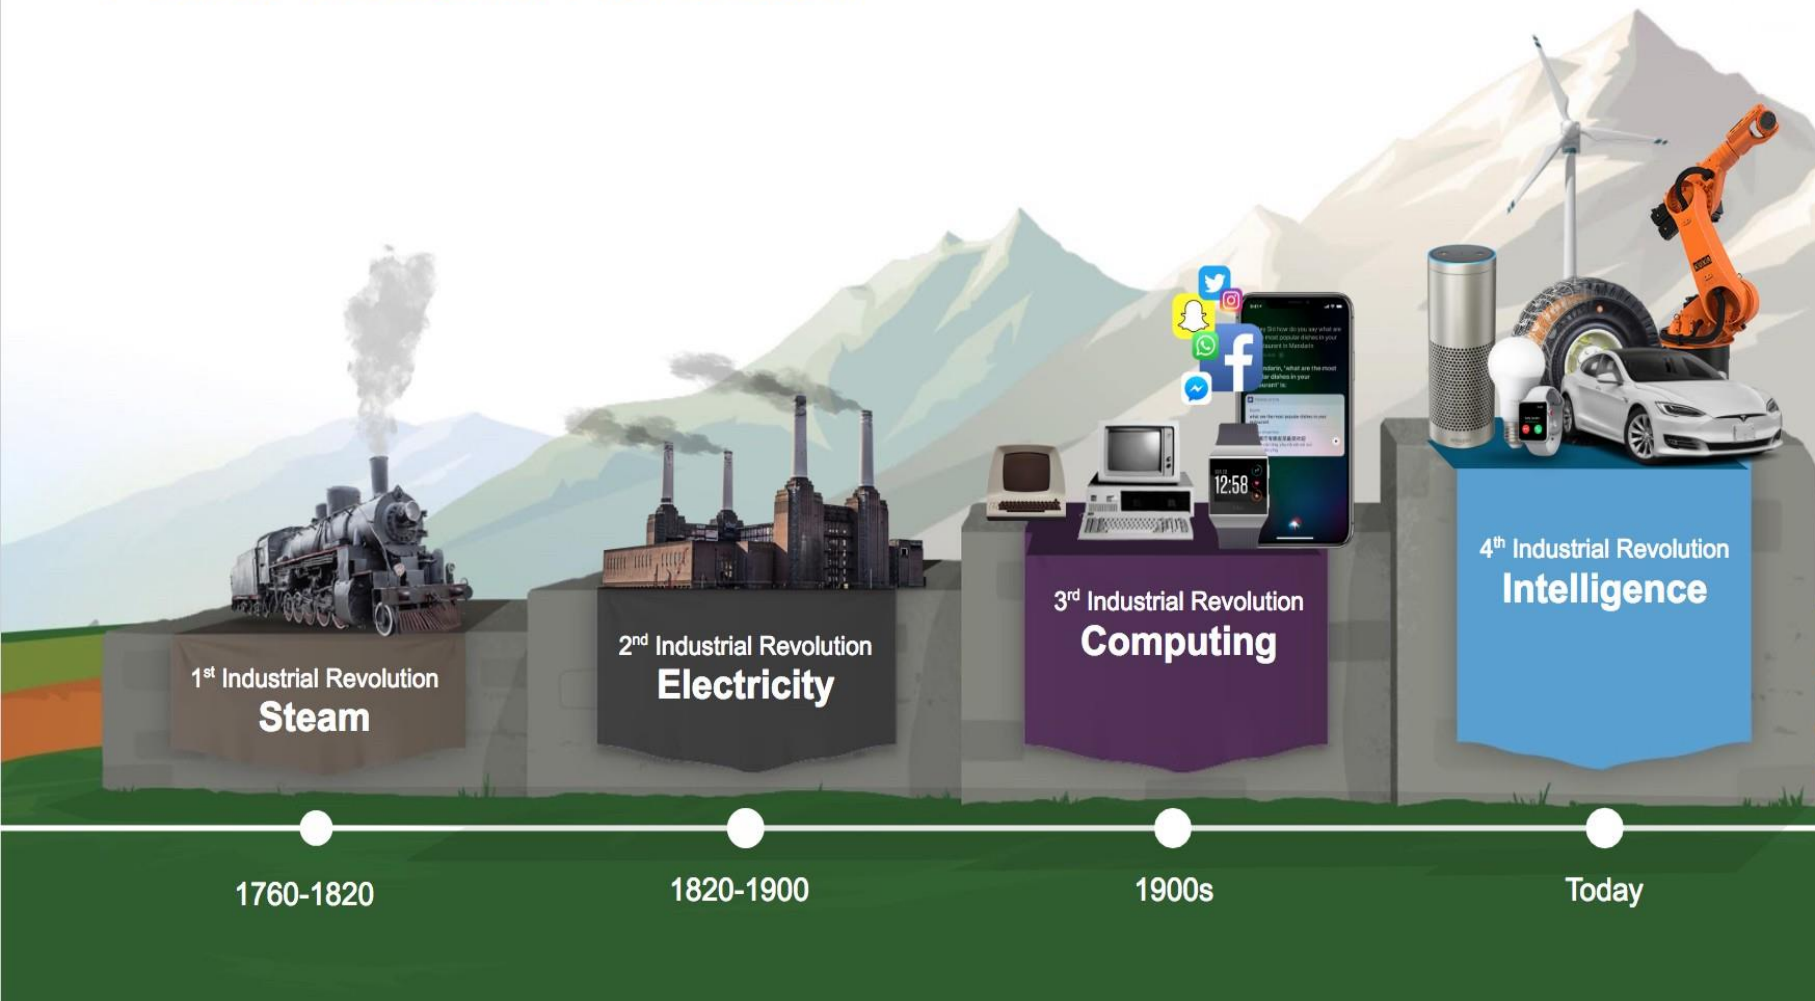 1st Industrial Revolution
Steam
2nd Industrial Revolution
Electricity
3rd Industrial Revolution
Computing
4th Industrial Revolution
Intelligence
12:58
KUKA
1760-1820
1820-1900
1900s
Today